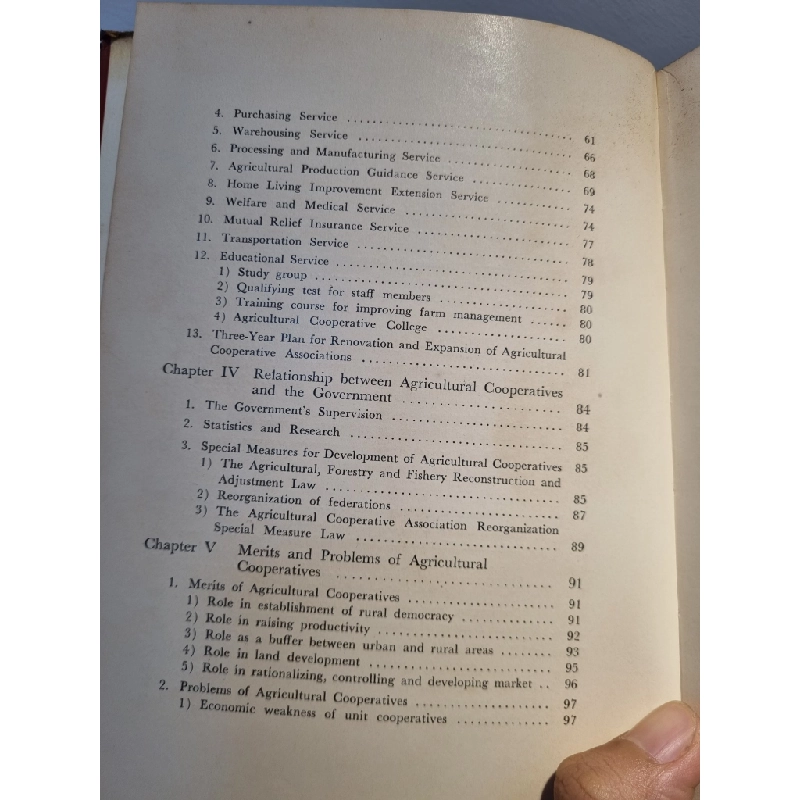 4. Purchasing Service ........................ 61
5. Warehousing Service ........................ 66
6. Processing and Manufacturing Service ........................ 68
7. Agricultural Production Guidance Service ........................ 69
8. Home Living Improvement Extension Service ........................ 74
9. Welfare and Medical Service ........................ 74
10. Mutual Relief Insurance Service ........................ 77
11. Transportation Service ........................ 78
12. Educational Service ........................ 79
1) Study group ........................ 79
2) Qualifying test for staff members ........................ 80
3) Training course for improving farm management ...... 80
4) Agricultural Cooperative College ........................ 80
13. Three-Year Plan for Renovation and Expansion of Agricultural
Cooperative Associations ........................ 81
Chapter IV Relationship between Agricultural Cooperatives
and the Government ........................ 84
1. The Government's Supervision ........................ 84
2. Statistics and Research ........................ 85
3. Special Measures for Development of Agricultural Cooperatives 85
1) The Agricultural, Forestry and Fishery Reconstruction and
Adjustment Law ........................ 85
2) Reorganization of federations ........................ 87
3) The Agricultural Cooperative Association Reorganization
Special Measure Law ........................ 89
Chapter V Merits and Problems of Agricultural
Cooperatives ........................ 91
1. Merits of Agricultural Cooperatives ........................ 91
1) Role in establishment of rural democracy ............ 91
2) Role in raising productivity ........................ 92
3) Role as a buffer between urban and rural areas ........ 93
4) Role in land development ........................ 95
5) Role in rationalizing, controlling and developing market .. 96
2. Problems of Agricultural Cooperatives .................... 97
1) Economic weakness of unit cooperatives .............. 97